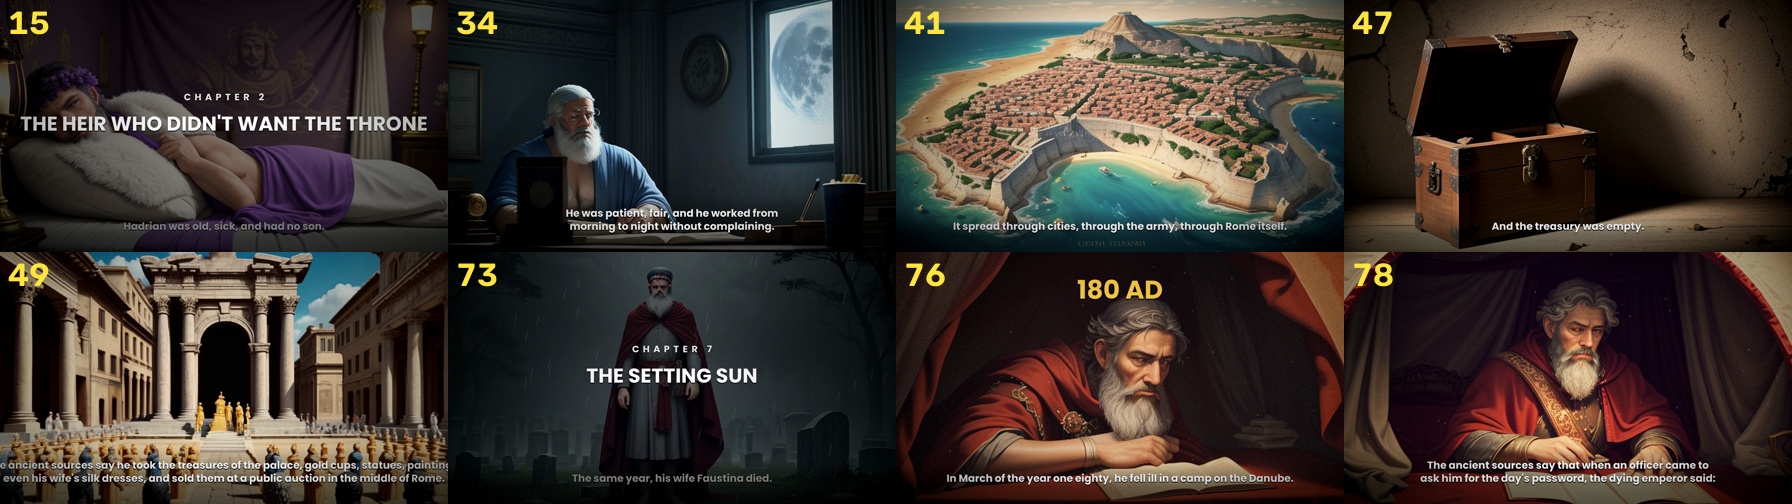 15
CHAPTER 2
THE HEIR WHO DIDN'T WANT THE THRONE
Hadrian was old, sick, and had no son.
34
He was patient, fair, and he worked from
morning to night without complaining.
41
It spread through cities, through the army, through Rome itself.
47
And the treasury was empty.
49
e ancient sources say he took the treasures of the palace, gold cups, statues, painting
even his wife's silk dresses, and sold them at a public auction in the middle of Rome.
73
CHAPTER 7
THE SETTING SUN
The same year, his wife Faustina died.
76
180 AD
In March of the year one eighty, he fell ill in a camp on the Danube.
78
The ancient sources say that when an officer came to
ask him for the day's password, the dying emperor said: